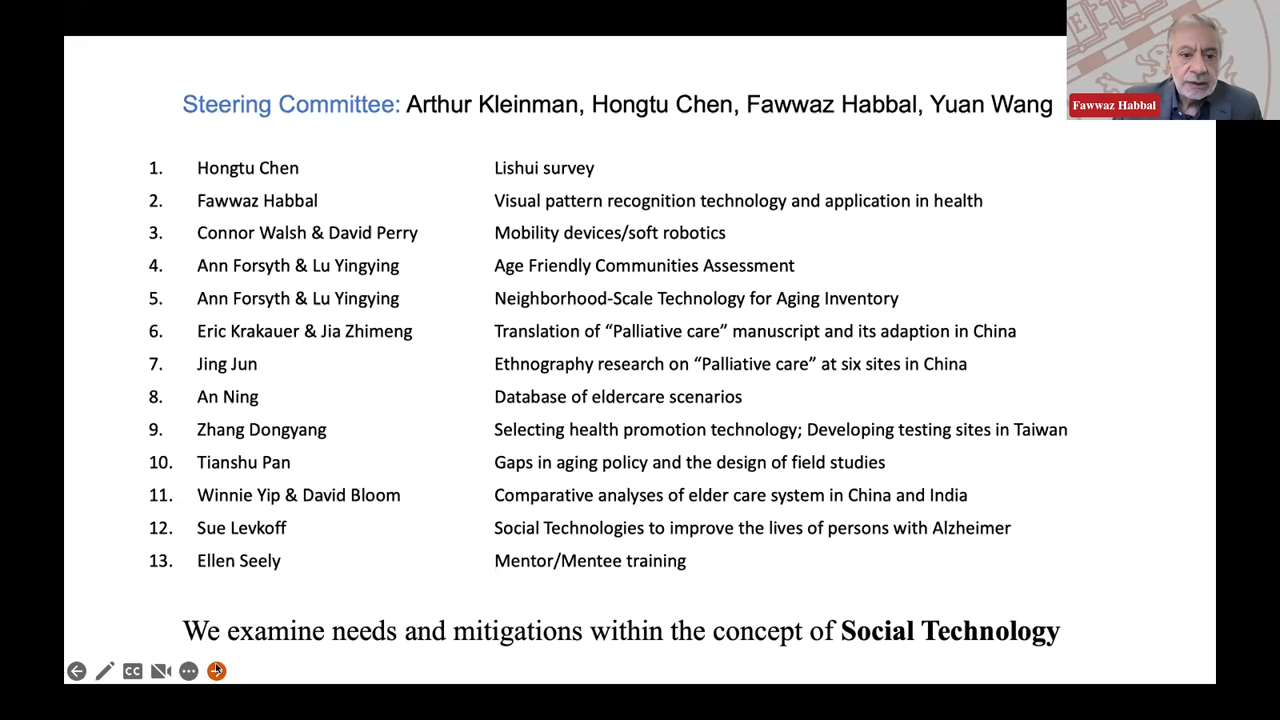 Steering Committee: Arthur Kleinman, Hongtu Chen, Fawwaz Habbal, Yuan Wang
Fawwaz Habbal
1. Hongtu Chen Lishui survey
2. Fawwaz Habbal Visual pattern recognition technology and application in health
3. Connor Walsh & David Perry Mobility devices/soft robotics
4. Ann Forsyth & Lu Yingying Age Friendly Communities Assessment
5. Ann Forsyth & Lu Yingying Neighborhood-Scale Technology for Aging Inventory
6. Eric Krakauer & Jia Zhimeng Translation of “Palliative care” manuscript and its adaption in China
7. Jing Jun Ethnography research on “Palliative care” at six sites in China
8. An Ning Database of eldercare scenarios
9. Zhang Dongyang Selecting health promotion technology; Developing testing sites in Taiwan
10. Tianshu Pan Gaps in aging policy and the design of field studies
11. Winnie Yip & David Bloom Comparative analyses of elder care system in China and India
12. Sue Levkoff Social Technologies to improve the lives of persons with Alzheimer
13. Ellen Seely Mentor/Mentee training
We examine needs and mitigations within the concept of Social Technology
CC